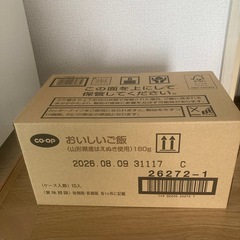 この面を上にして
保管してください。
CO･OP おいしいご飯
(山形県産はえぬき使用)180g
2026.08.09 31117 C
26272-1